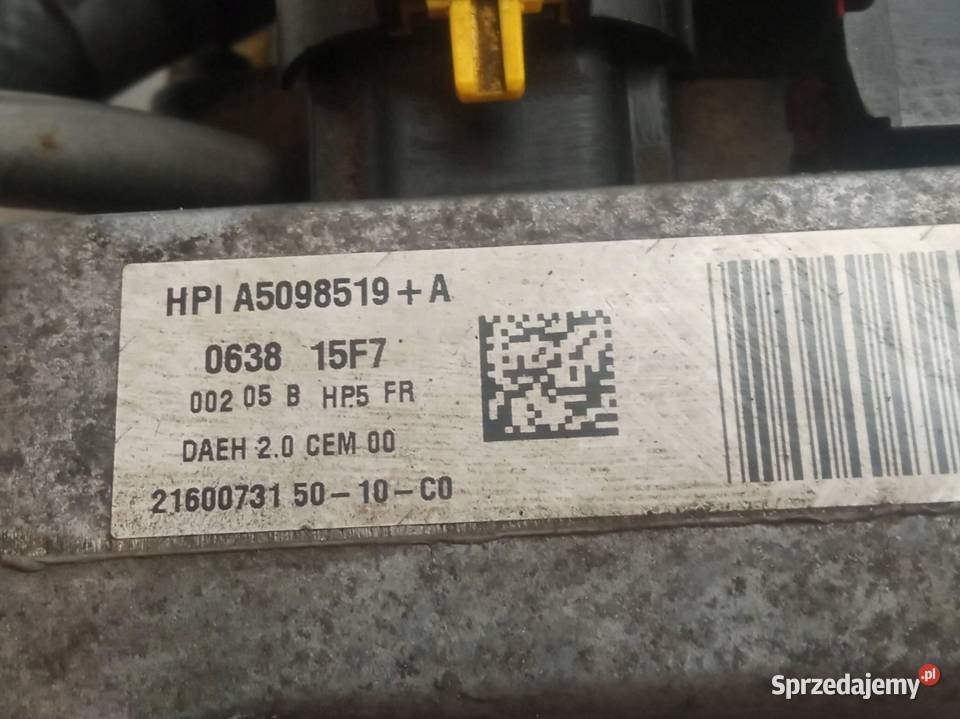 HPI A5098519+A
0638 15F7
002 05 B HP5 FR
DAEH 2.0 CEM 00
21600731 50-10-C0
Sprzedajemy.pl